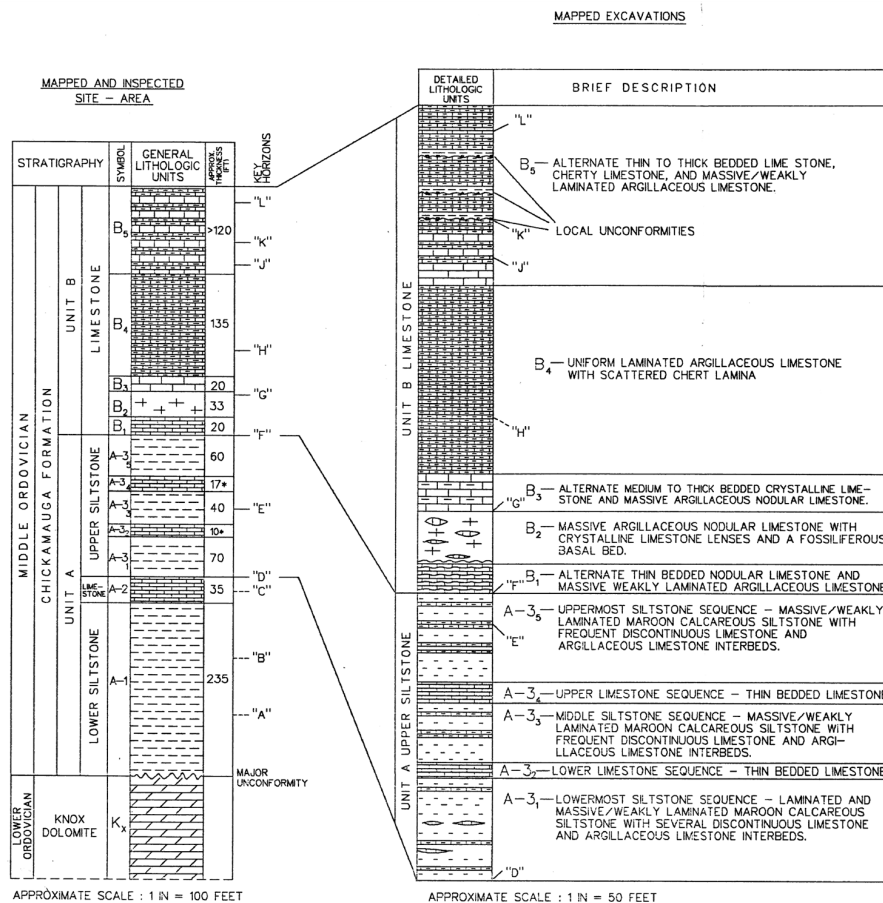 MAPPED EXCAVATIONS
MAPPED AND INSPECTED
SITE - AREA
STRATIGRAPHY
SYMBOL
GENERAL
LITHOLOGIC
UNITS
APPROX.
THICKNESS
(FT)
KEY
HORIZONS
MIDDLE ORDOVICIAN
CHICKAMAUGA FORMATION
UNIT B
LIMESTONE
B5
>120
"L"
"K"
"J"
B4
135
"H"
B3
20
"G"
B2
33
B1
20
"F"
UNIT A
UPPER SILTSTONE
A-35
60
A-34
17*
A-33
40
"E"
A-32
10*
A-31
70
"D"
LIME-
STONE
A-2
35
"C"
LOWER SILTSTONE
A-1
235
"B"
"A"
MAJOR
UNCONFORMITY
LOWER
ORDOVICIAN
KNOX
DOLOMITE
Kx
APPROXIMATE SCALE : 1 IN = 100 FEET
DETAILED
LITHOLOGIC
UNITS
BRIEF DESCRIPTION
UNIT B LIMESTONE
"L"
B5 — ALTERNATE THIN TO THICK BEDDED LIME STONE,
CHERTY LIMESTONE, AND MASSIVE/WEAKLY
LAMINATED ARGILLACEOUS LIMESTONE.
LOCAL UNCONFORMITIES
"K"
"J"
B4 — UNIFORM LAMINATED ARGILLACEOUS LIMESTONE
WITH SCATTERED CHERT LAMINA
"H"
B3 — ALTERNATE MEDIUM TO THICK BEDDED CRYSTALLINE LIME-
STONE AND MASSIVE ARGILLACEOUS NODULAR LIMESTONE.
"G"
B2 — MASSIVE ARGILLACEOUS NODULAR LIMESTONE WITH
CRYSTALLINE LIMESTONE LENSES AND A FOSSILIFEROUS
BASAL BED.
B1 — ALTERNATE THIN BEDDED NODULAR LIMESTONE AND
MASSIVE WEAKLY LAMINATED ARGILLACEOUS LIMESTONE
"F"
UNIT A UPPER SILTSTONE
A-35 — UPPERMOST SILTSTONE SEQUENCE - MASSIVE/WEAKLY
LAMINATED MAROON CALCAREOUS SILTSTONE WITH
FREQUENT DISCONTINUOUS LIMESTONE AND
ARGILLACEOUS LIMESTONE INTERBEDS.
"E"
A-34 — UPPER LIMESTONE SEQUENCE - THIN BEDDED LIMESTONE
A-33 — MIDDLE SILTSTONE SEQUENCE - MASSIVE/WEAKLY
LAMINATED MAROON CALCAREOUS SILTSTONE WITH
FREQUENT DISCONTINUOUS LIMESTONE AND ARGI-
LLACEOUS LIMESTONE INTERBEDS.
A-32 — LOWER LIMESTONE SEQUENCE - THIN BEDDED LIMESTONE
A-31 — LOWERMOST SILTSTONE SEQUENCE - LAMINATED AND
MASSIVE/WEAKLY LAMINATED MAROON CALCAREOUS
SILTSTONE WITH SEVERAL DISCONTINUOUS LIMESTONE
AND ARGILLACEOUS LIMESTONE INTERBEDS.
"D"
APPROXIMATE SCALE : 1 IN = 50 FEET